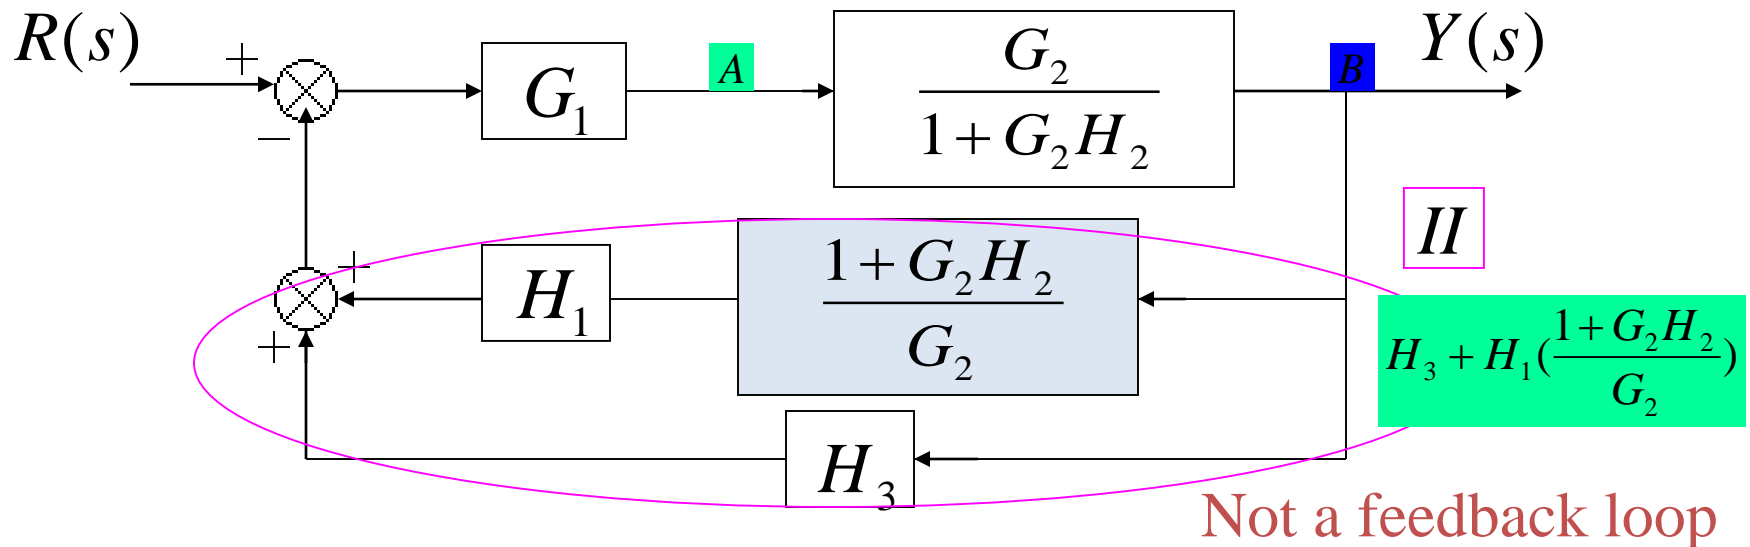 R(s) + G₁ A G₂ / 1 + G₂H₂ B Y(s)
−
II
+ H₁ 1 + G₂H₂ / G₂
H₃ + H₁(1 + G₂H₂ / G₂)
+
H₃
Not a feedback loop